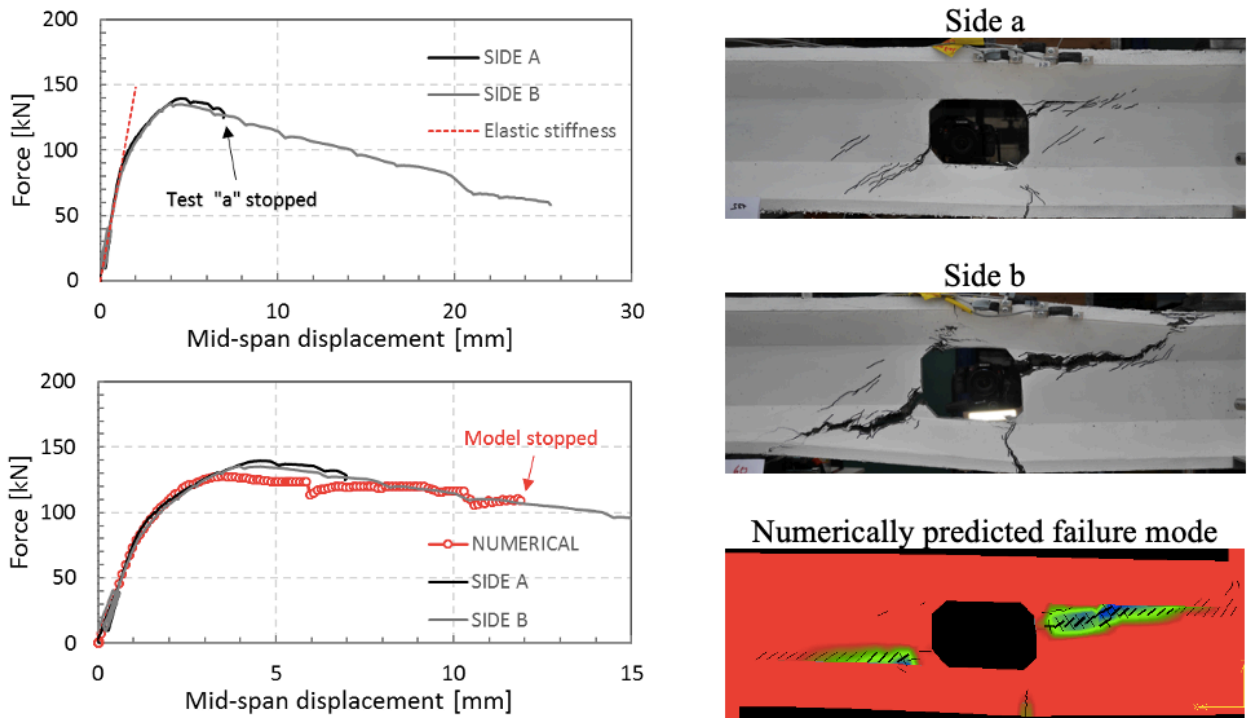 200
150
100
50
0
Force [kN]
SIDE A
SIDE B
Elastic stiffness
Test "a" stopped
0
10
20
30
Mid-span displacement [mm]
200
150
100
50
0
Force [kN]
Model stopped
NUMERICAL
SIDE A
SIDE B
0
5
10
15
Mid-span displacement [mm]
Side a
Side b
Numerically predicted failure mode